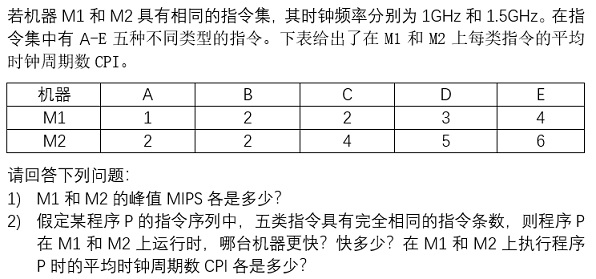 若机器 M1 和 M2 具有相同的指令集，其时钟频率分别为 1GHz 和 1.5GHz。在指
令集中有 A-E 五种不同类型的指令。下表给出了在 M1 和 M2 上每类指令的平均
时钟周期数 CPI。
机器 A B C D E
M1 1 2 2 3 4
M2 2 2 4 5 6
请回答下列问题：
1) M1 和 M2 的峰值 MIPS 各是多少？
2) 假定某程序 P 的指令序列中，五类指令具有完全相同的指令条数，则程序 P
在 M1 和 M2 上运行时，哪台机器更快？快多少？在 M1 和 M2 上执行程序
P 时的平均时钟周期数 CPI 各是多少？